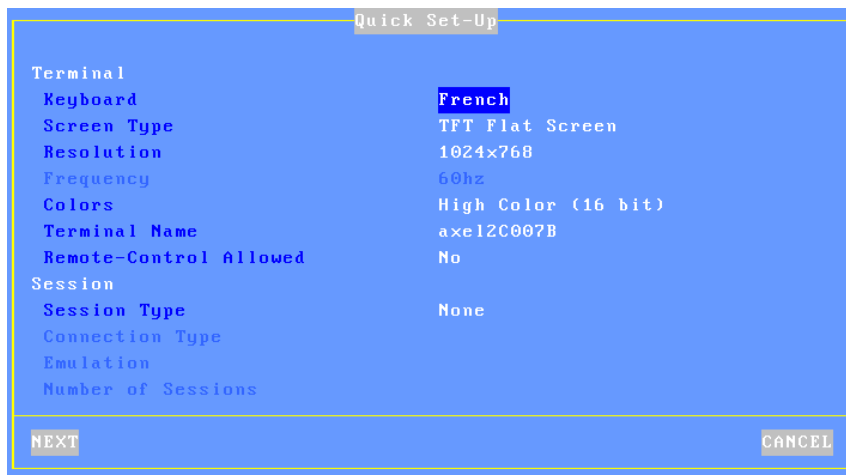 Quick Set-Up
Terminal
Keyboard French
Screen Type TFT Flat Screen
Resolution 1024x768
Frequency 60hz
Colors High Color (16 bit)
Terminal Name axel2C007B
Remote-Control Allowed No
Session
Session Type None
Connection Type
Emulation
Number of Sessions
NEXT CANCEL